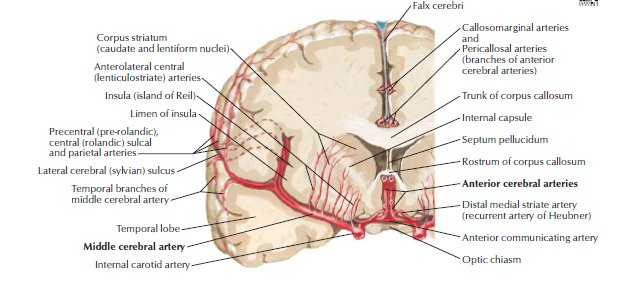 Falx cerebri
Corpus striatum
(caudate and lentiform nuclei)
Anterolateral central
(lenticulostriate) arteries
Insula (island of Reil)
Limen of insula
Precentral (pre-rolandic),
central (rolandic) sulcal
and parietal arteries
Lateral cerebral (sylvian) sulcus
Temporal branches of
middle cerebral artery
Temporal lobe
Middle cerebral artery
Internal carotid artery
Callosomarginal arteries
and
Pericallosal arteries
(branches of anterior
cerebral arteries)
Trunk of corpus callosum
Internal capsule
Septum pellucidum
Rostrum of corpus callosum
Anterior cerebral arteries
Distal medial striate artery
(recurrent artery of Heubner)
Anterior communicating artery
Optic chiasm